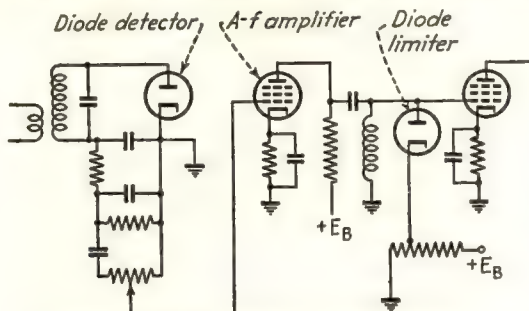 Diode detector
A-f amplifier
Diode
limiter
+E_B
+E_B